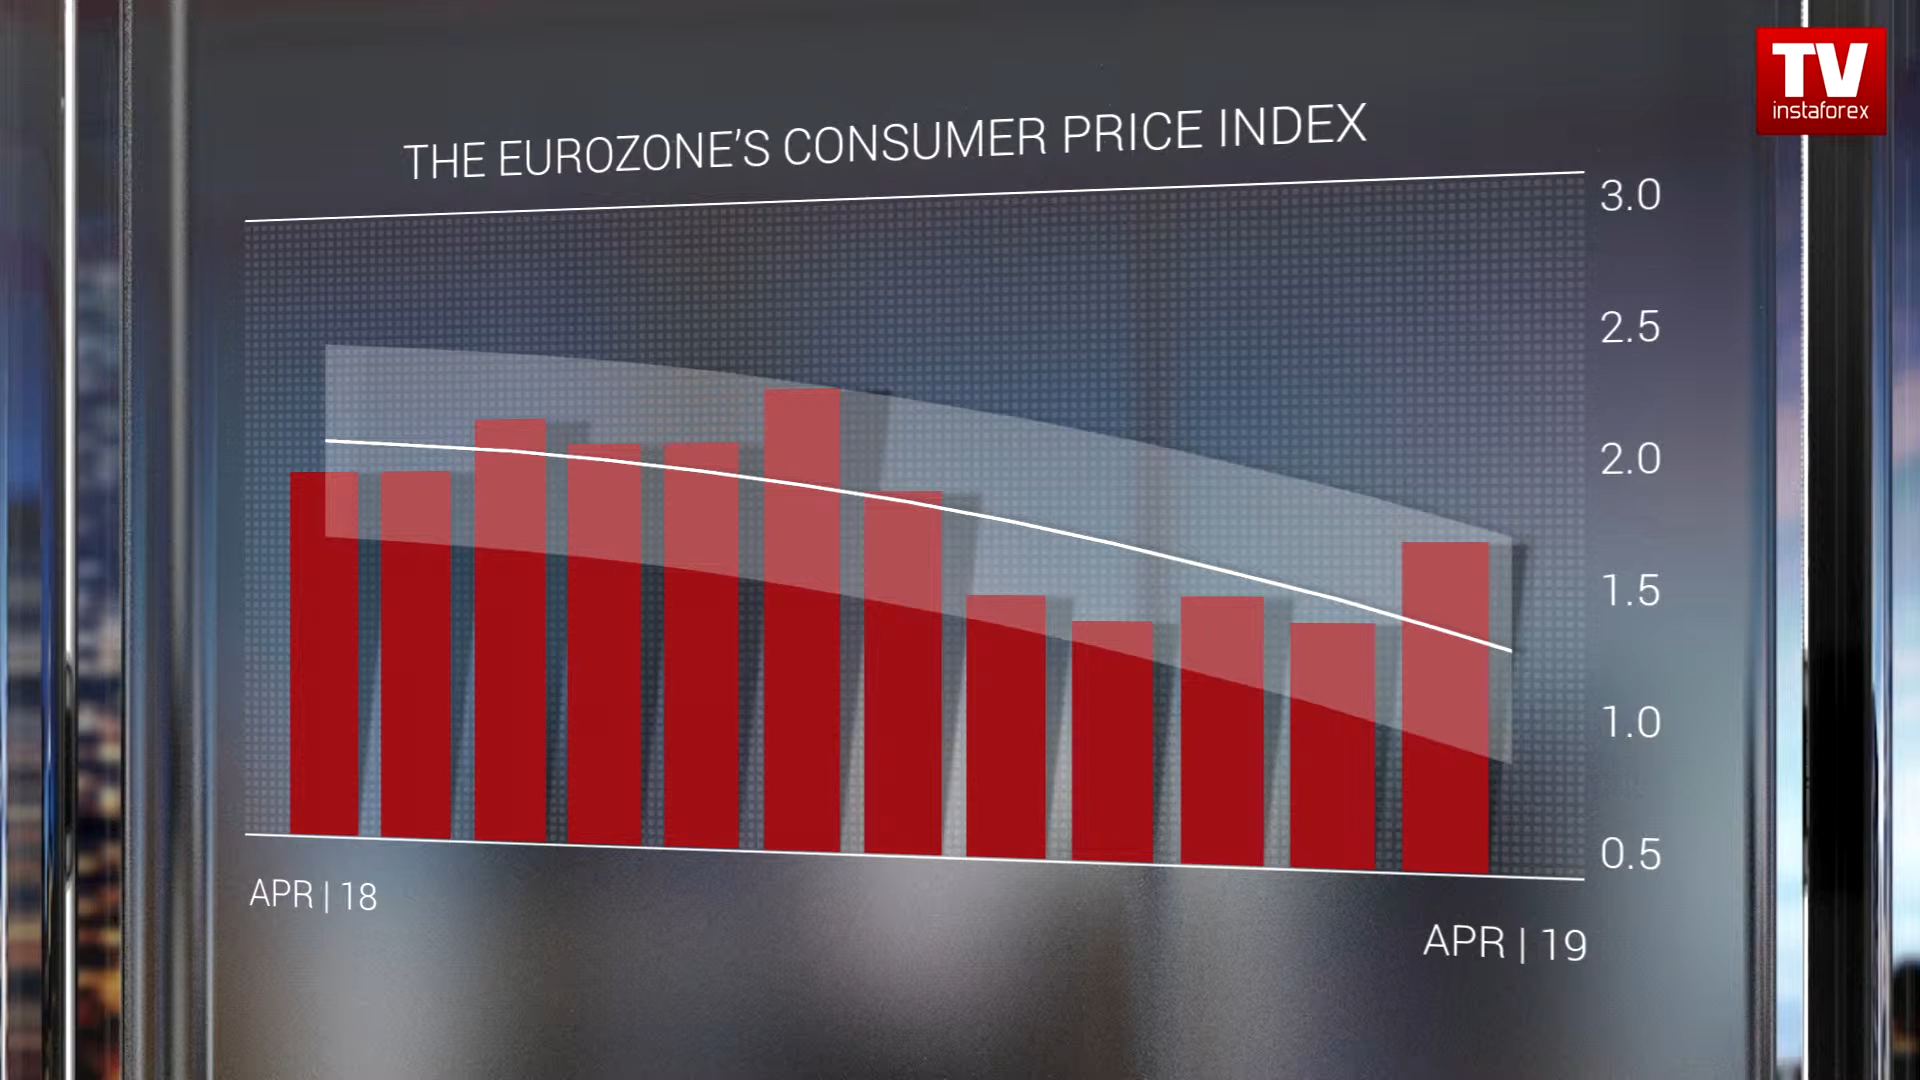 TV
instaforex
THE EUROZONE'S CONSUMER PRICE INDEX
3.0
2.5
2.0
1.5
1.0
0.5
APR | 18
APR | 19